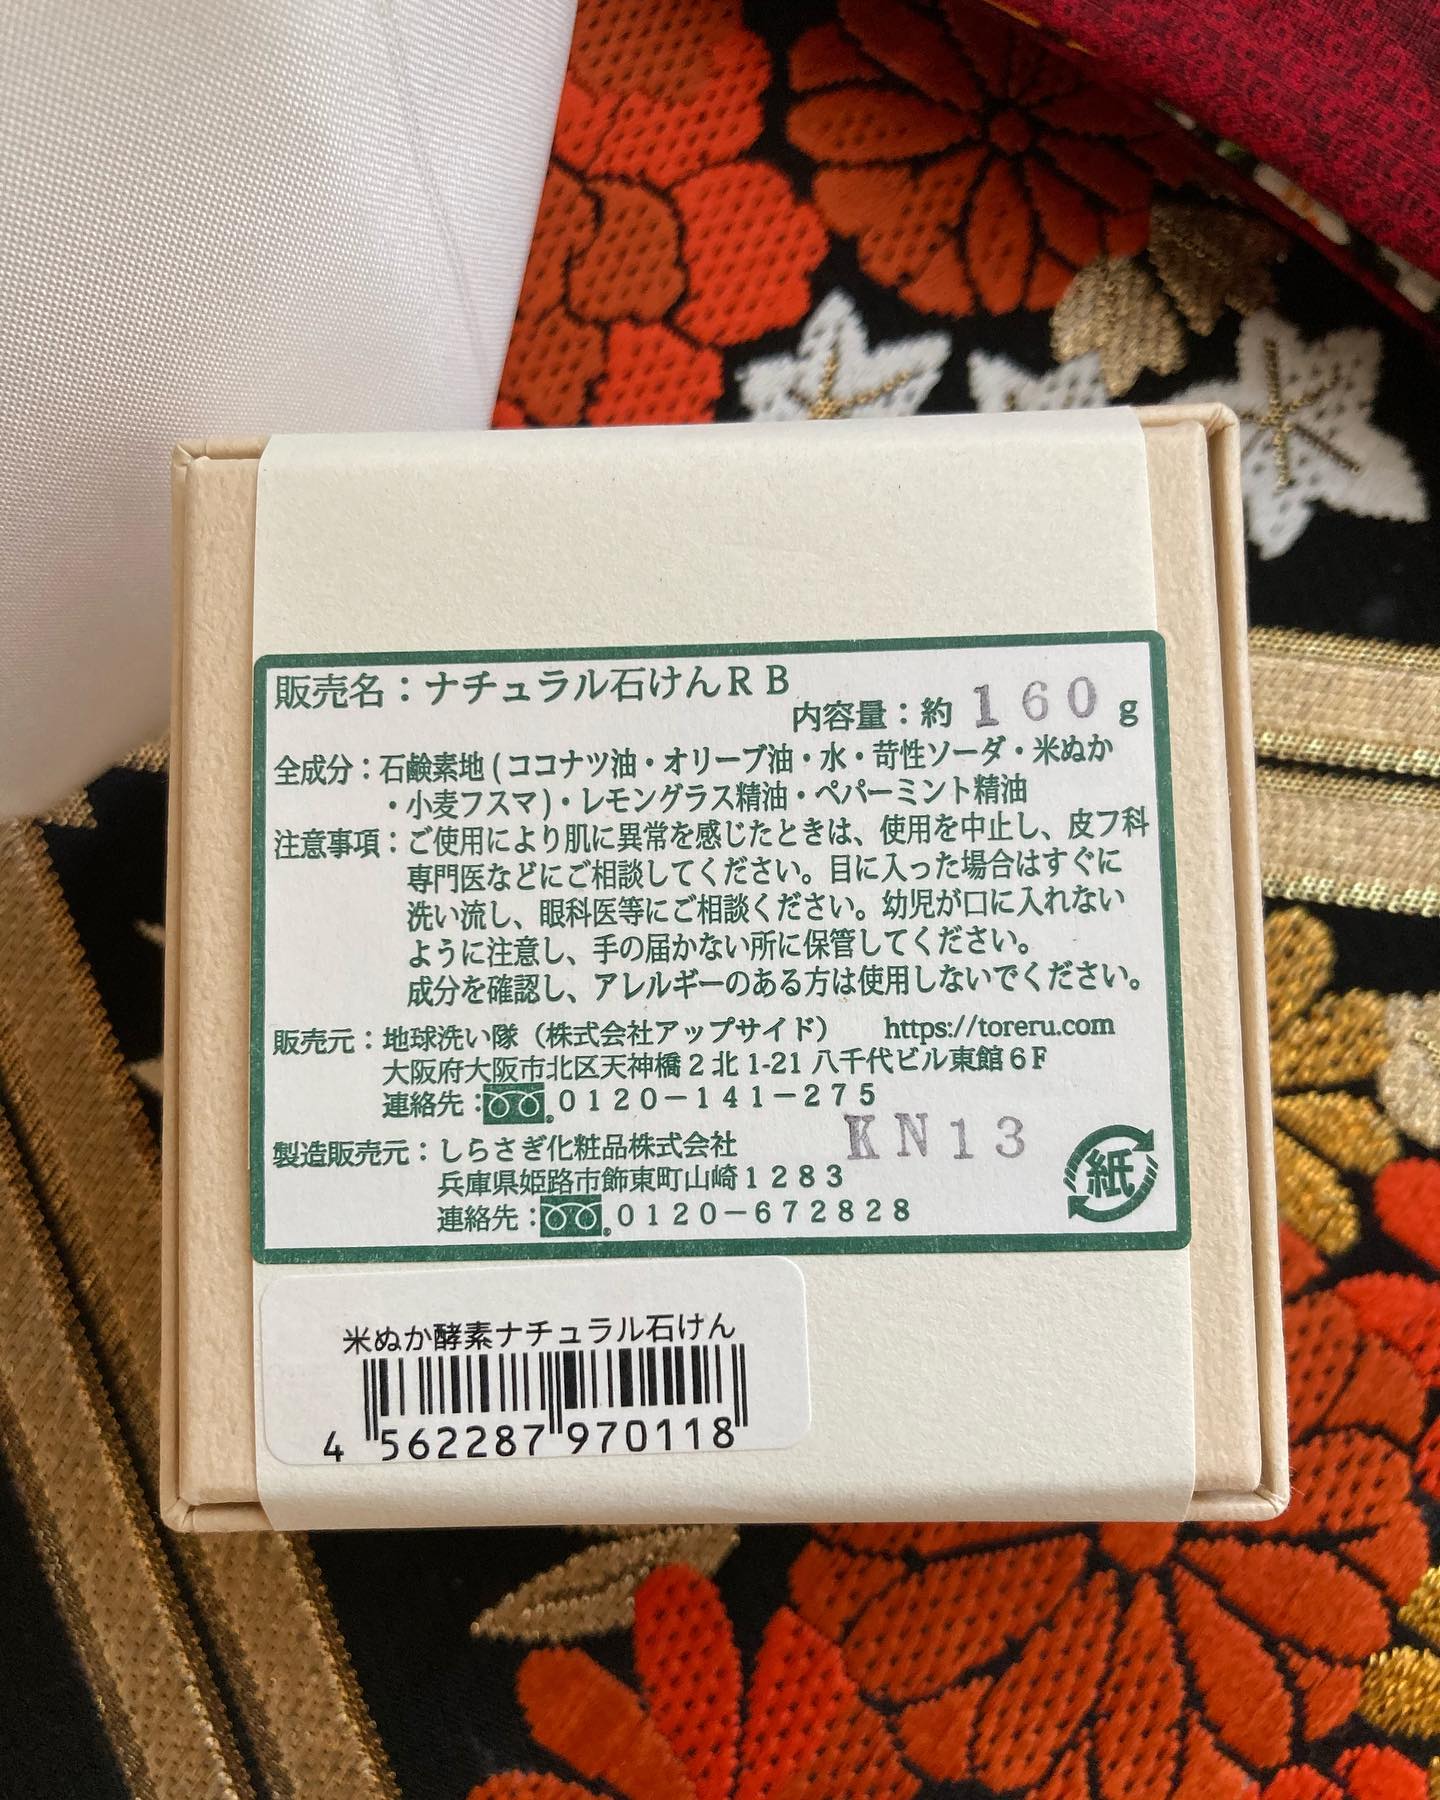 販売名：ナチュラル石けんＲＢ
内容量：約 160 g
全成分：石鹸素地(ココナツ油・オリーブ油・水・苛性ソーダ・米ぬか
・小麦フスマ)・レモングラス精油・ペパーミント精油
注意事項：ご使用により肌に異常を感じたときは、使用を中止し、皮フ科
専門医などにご相談してください。目に入った場合はすぐに
洗い流し、眼科医等にご相談ください。幼児が口に入れない
ように注意し、手の届かない所に保管してください。
成分を確認し、アレルギーのある方は使用しないでください。
販売元：地球洗い隊（株式会社アップサイド） https://toreru.com
大阪府大阪市北区天神橋２北1-21 八千代ビル東館６F
連絡先：０１２０－１４１－２７５
KN13
製造販売元：しらさぎ化粧品株式会社
兵庫県姫路市飾東町山崎１２８３
連絡先：０１２０－６７２８２８
紙
米ぬか酵素ナチュラル石けん
4 562287 970118